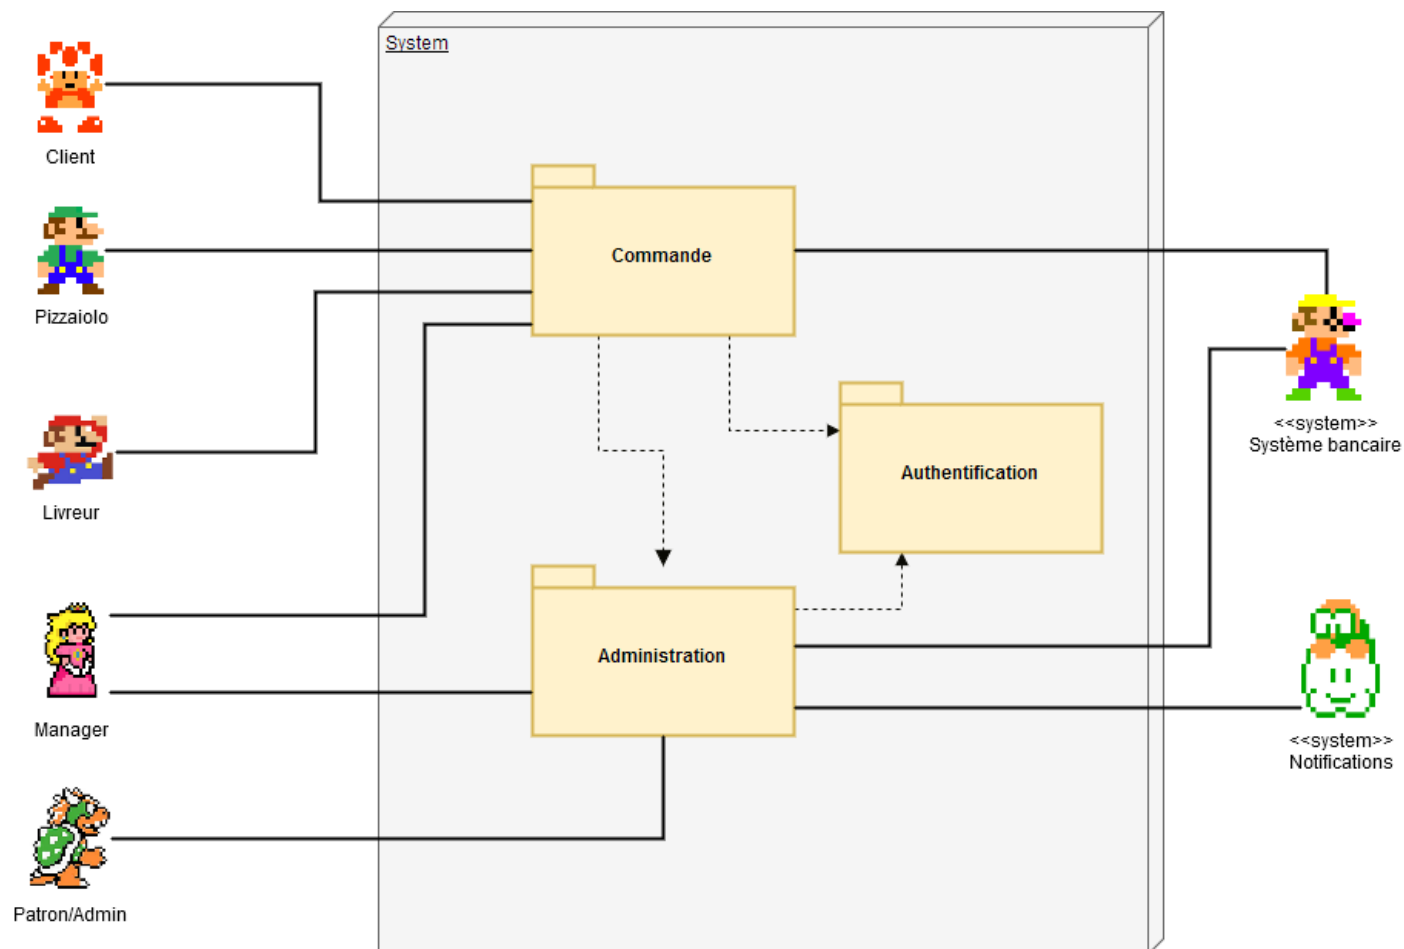 System
Client
Commande
Pizzaiolo
<<system>>
Système bancaire
Authentification
Livreur
Administration
Manager
<<system>>
Notifications
Patron/Admin